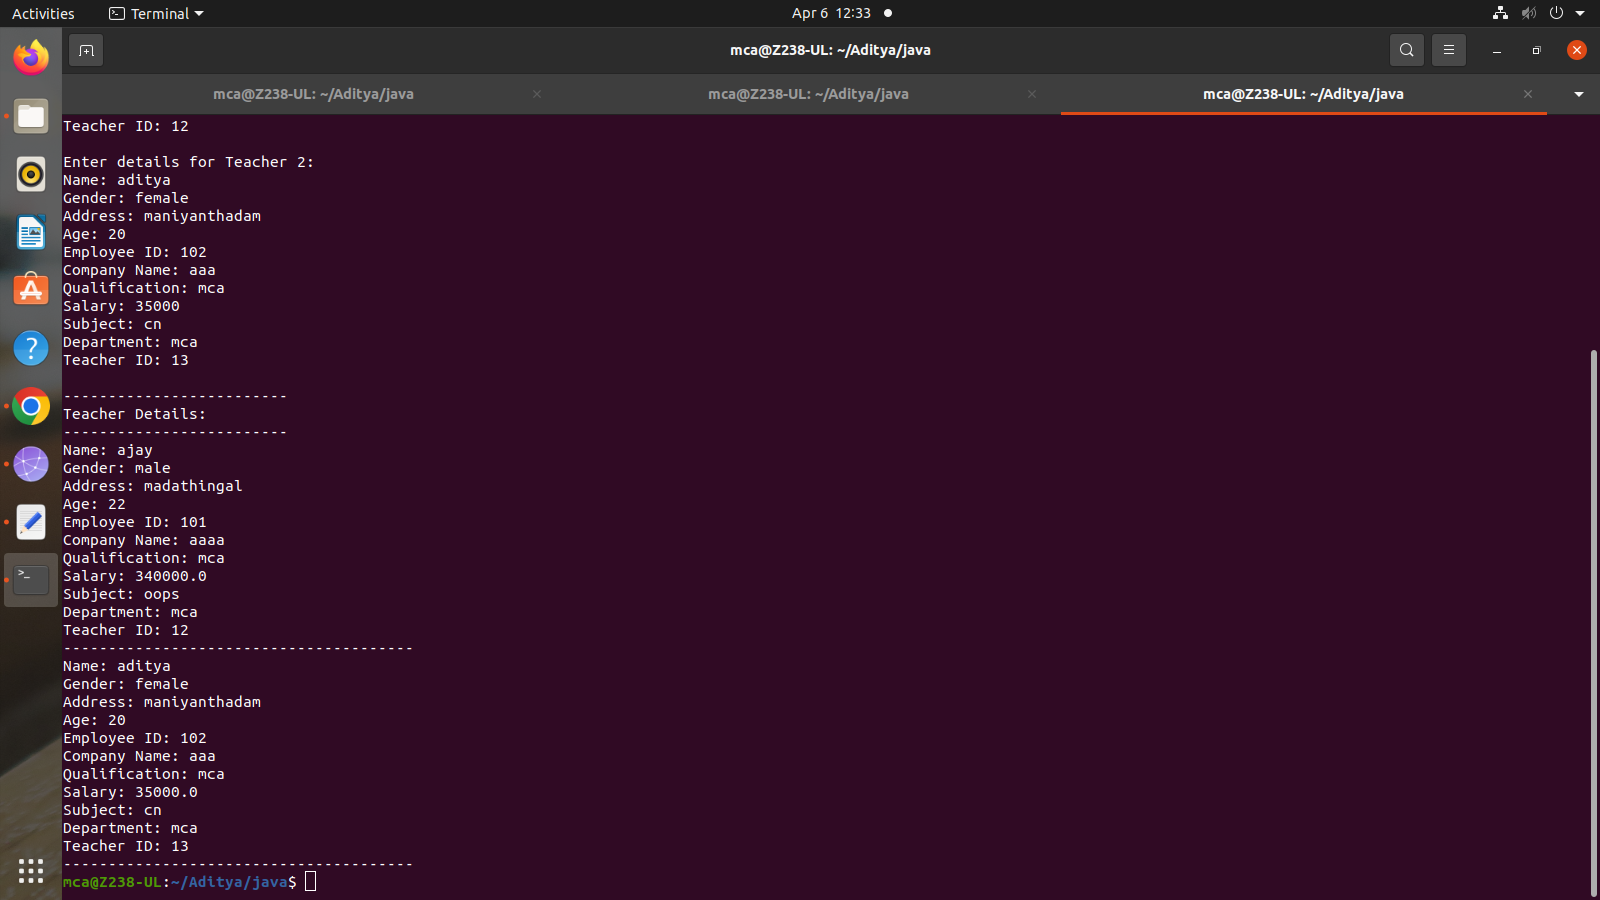 Activities
Terminal
Apr 6 12:33
mca@Z238-UL: ~/Aditya/java
mca@Z238-UL: ~/Aditya/java
mca@Z238-UL: ~/Aditya/java
mca@Z238-UL: ~/Aditya/java
Teacher ID: 12
Enter details for Teacher 2:
Name: aditya
Gender: female
Address: maniyanthadam
Age: 20
Employee ID: 102
Company Name: aaa
Qualification: mca
Salary: 35000
Subject: cn
Department: mca
Teacher ID: 13
-------------------------
Teacher Details:
-------------------------
Name: ajay
Gender: male
Address: madathingal
Age: 22
Employee ID: 101
Company Name: aaaa
Qualification: mca
Salary: 340000.0
Subject: oops
Department: mca
Teacher ID: 12
---------------------------------------
Name: aditya
Gender: female
Address: maniyanthadam
Age: 20
Employee ID: 102
Company Name: aaa
Qualification: mca
Salary: 35000.0
Subject: cn
Department: mca
Teacher ID: 13
---------------------------------------
mca@Z238-UL:~/Aditya/java$